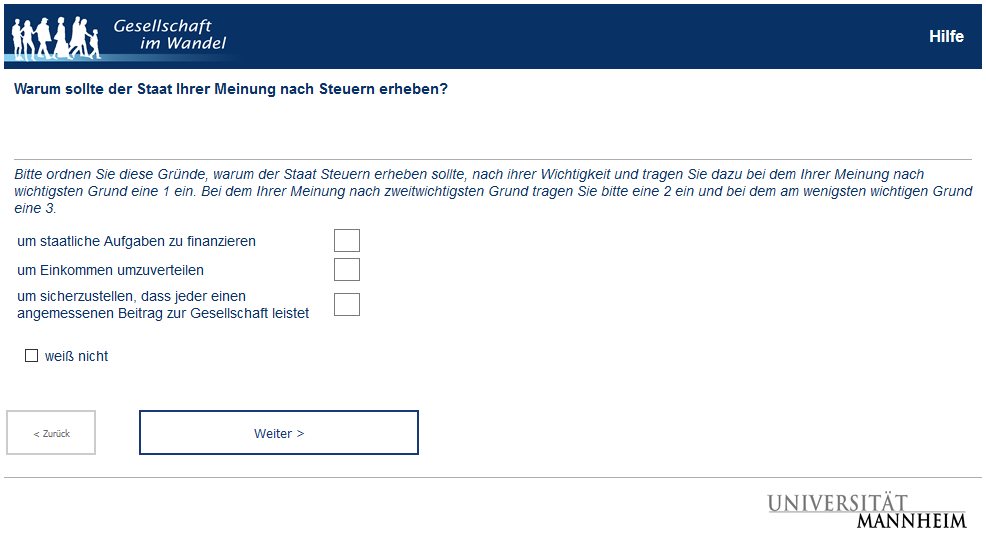 Gesellschaft
im Wandel
Hilfe
Warum sollte der Staat Ihrer Meinung nach Steuern erheben?
Bitte ordnen Sie diese Gründe, warum der Staat Steuern erheben sollte, nach ihrer Wichtigkeit und tragen Sie dazu bei dem Ihrer Meinung nach
wichtigsten Grund eine 1 ein. Bei dem Ihrer Meinung nach zweitwichtigsten Grund tragen Sie bitte eine 2 ein und bei dem am wenigsten wichtigen Grund
eine 3.
um staatliche Aufgaben zu finanzieren
um Einkommen umzuverteilen
um sicherzustellen, dass jeder einen
angemessenen Beitrag zur Gesellschaft leistet
weiß nicht
< Zurück
Weiter >
UNIVERSITÄT
MANNHEIM